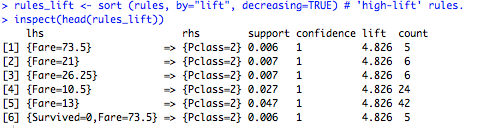 > rules_lift <- sort (rules, by="lift", decreasing=TRUE) # 'high-lift' rules.
> inspect(head(rules_lift))
    lhs                       rhs        support confidence lift  count
[1] {Fare=73.5}            => {Pclass=2} 0.006   1          4.826  5
[2] {Fare=21}              => {Pclass=2} 0.007   1          4.826  6
[3] {Fare=26.25}           => {Pclass=2} 0.007   1          4.826  6
[4] {Fare=10.5}            => {Pclass=2} 0.027   1          4.826 24
[5] {Fare=13}              => {Pclass=2} 0.047   1          4.826 42
[6] {Survived=0,Fare=73.5} => {Pclass=2} 0.006   1          4.826  5